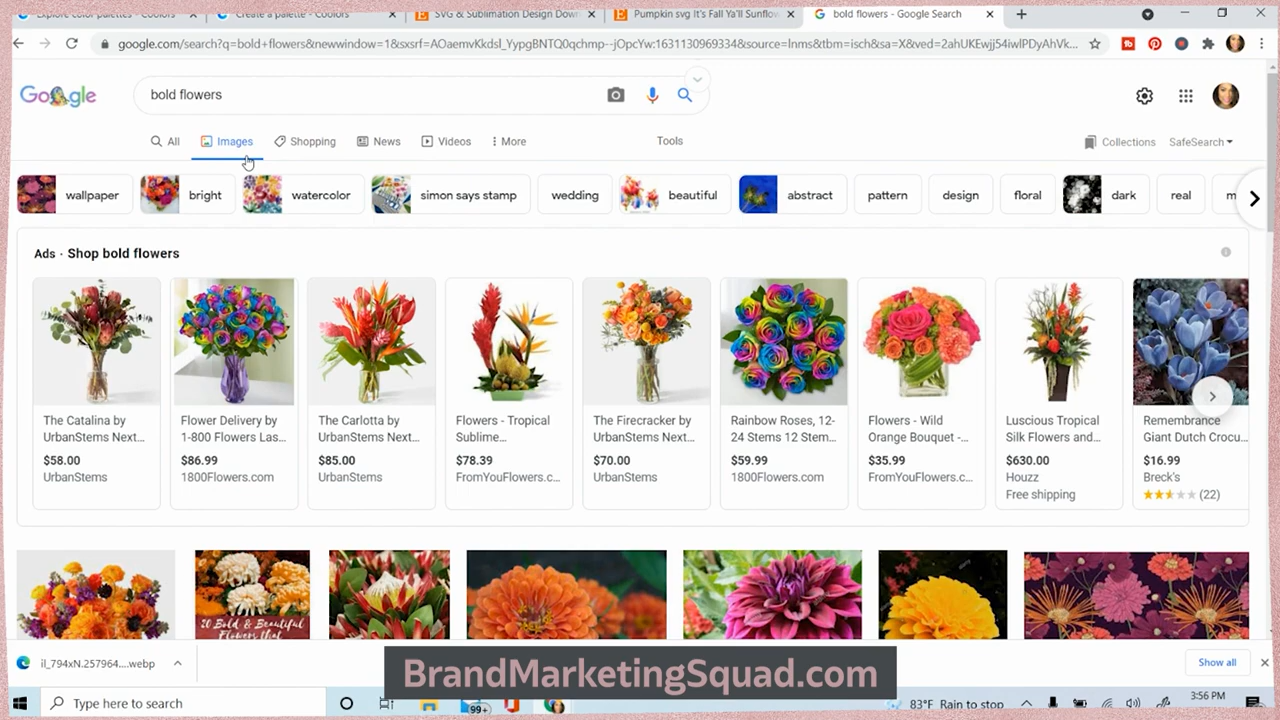 Explore color palettes - Coolors
Create a palette - Coolors
SVG & Sublimation Design Down
Pumpkin svg It's Fall Ya'll Sunflow
bold flowers - Google Search
google.com/search?q=bold+flowers&newwindow=1&sxsrf=AOaemvKkdsl_YypgBNTQ0qchmp--jOpcYw:1631130969334&source=lnms&tbm=isch&sa=X&ved=2ahUKEwjj54iwlPDyAhVk...
Google
bold flowers
All
Images
Shopping
News
Videos
More
Tools
Collections
SafeSearch
wallpaper
bright
watercolor
simon says stamp
wedding
beautiful
abstract
pattern
design
floral
dark
real
m
Ads · Shop bold flowers
The Catalina by
UrbanStems Next...
$58.00
UrbanStems
Flower Delivery by
1-800 Flowers Las...
$86.99
1800Flowers.com
The Carlotta by
UrbanStems Next...
$85.00
UrbanStems
Flowers - Tropical
Sublime...
$78.39
FromYouFlowers.c...
The Firecracker by
UrbanStems Next...
$70.00
UrbanStems
Rainbow Roses, 12-
24 Stems 12 Stem...
$59.99
1800Flowers.com
Flowers - Wild
Orange Bouquet -...
$35.99
FromYouFlowers.c...
Luscious Tropical
Silk Flowers and...
$630.00
Houzz
Free shipping
Remembrance
Giant Dutch Crocu...
$16.99
Breck's
(22)
20 Bold & Beautiful
Flowers that
il_794xN.257964....webp
Show all
BrandMarketingSquad.com
Type here to search
99+
83°F Rain to stop
3:56 PM